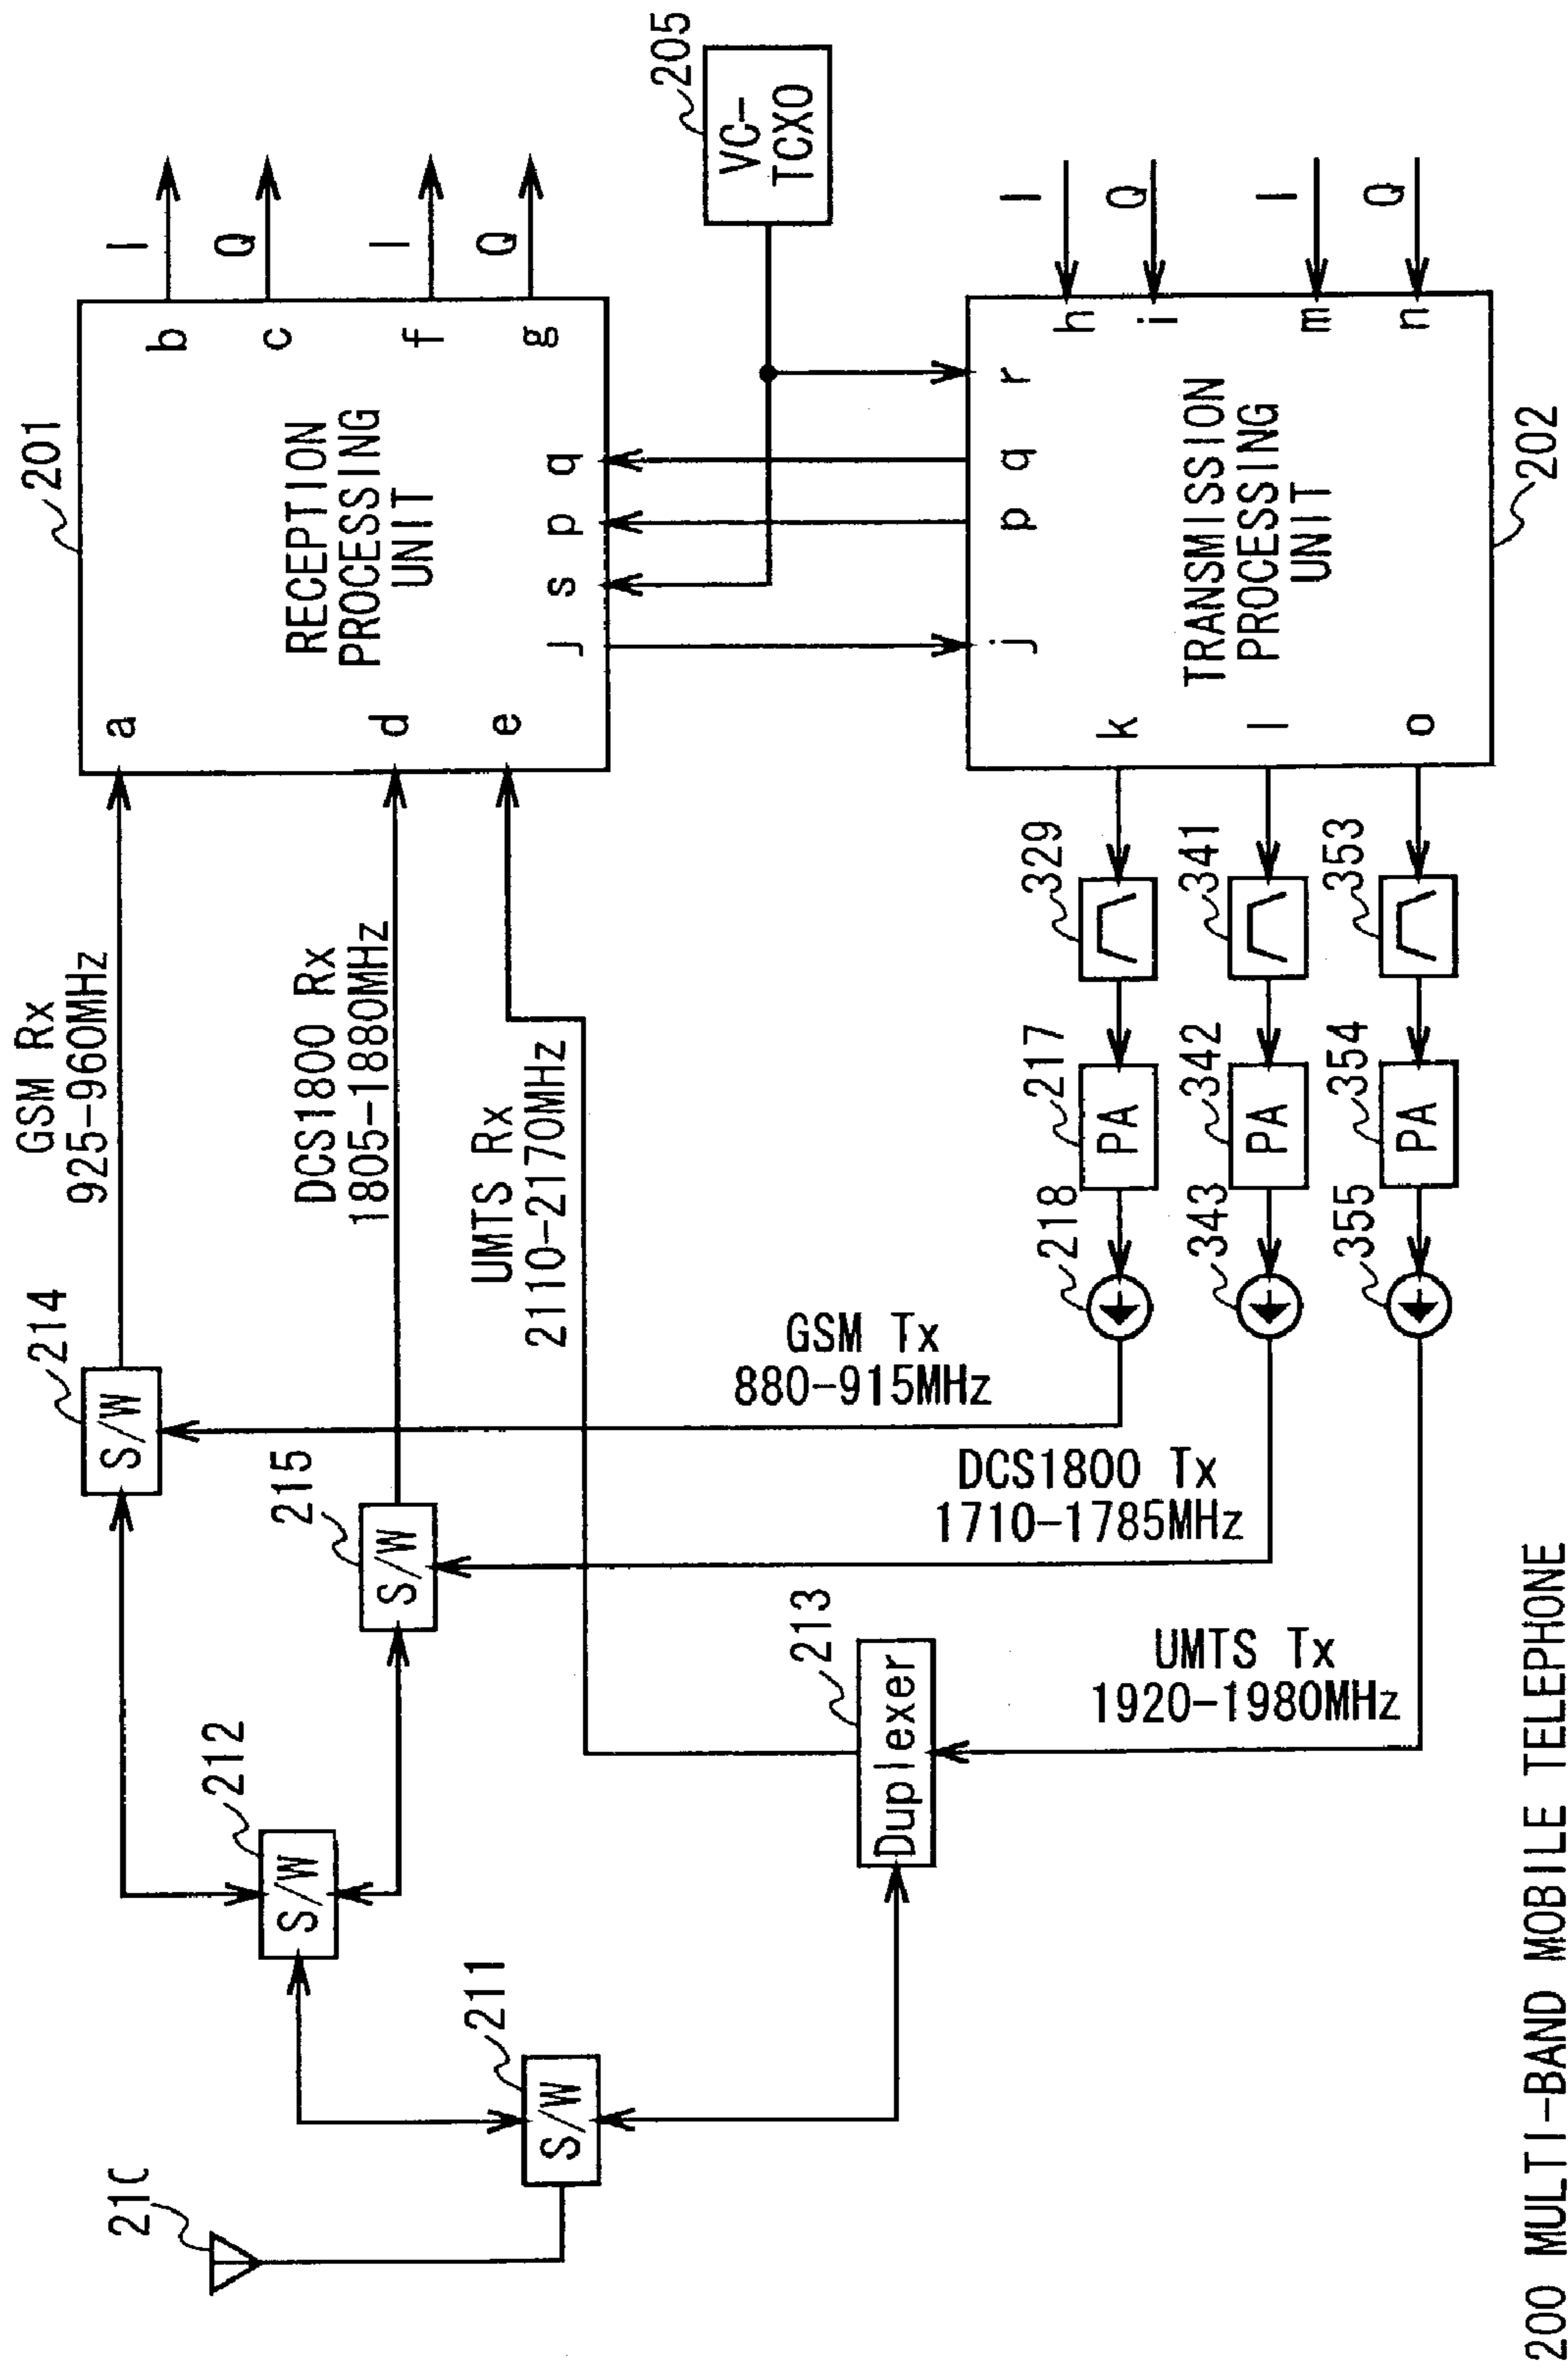 201
RECEPTION
PROCESSING
UNIT
a
d
e
b
c
f
g
j
s
p
q
I
Q
I
Q
205
VC-
TCXO
GSM Rx
925-960MHz
DCS1800 Rx
1805-1880MHz
UMTS Rx
2110-2170MHz
214
S/W
215
S/W
212
S/W
211
S/W
213
Duplexer
GSM Tx
880-915MHz
DCS1800 Tx
1710-1785MHz
UMTS Tx
1920-1980MHz
218
217
PA
329
343
342
PA
341
355
354
PA
353
j
p
q
r
k
l
o
h
i
m
n
TRANSMISSION
PROCESSING
UNIT
202
I
Q
I
Q
200 MULTI-BAND MOBILE TELEPHONE